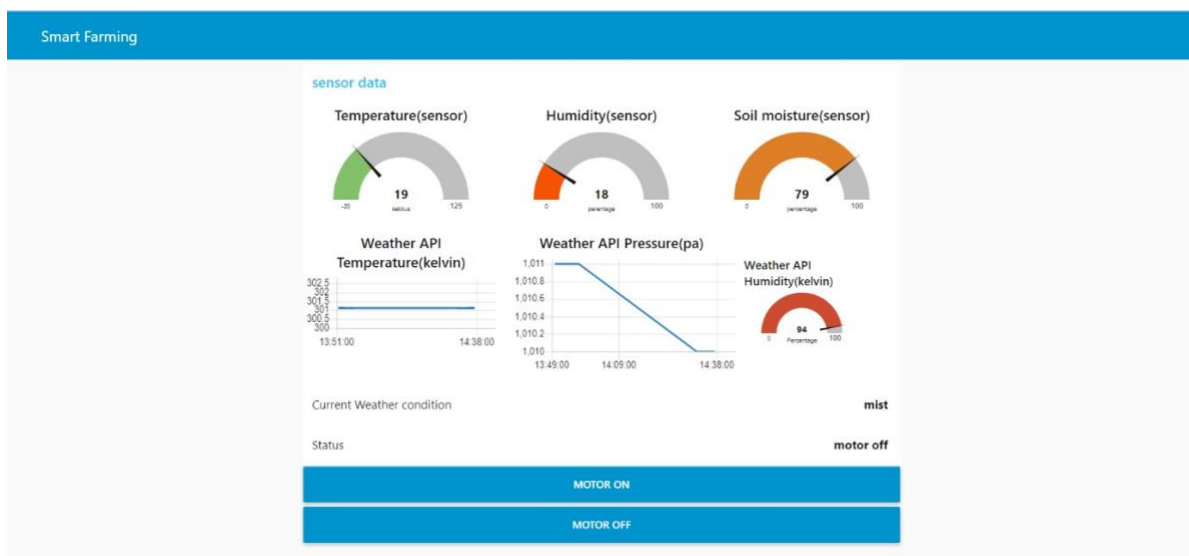 Smart Farming
sensor data
Temperature(sensor)
19
celsius
-20
125
Humidity(sensor)
18
percentage
0
100
Soil moisture(sensor)
79
percentage
0
100
Weather API
Temperature(kelvin)
302.5
302
301.5
301
300.5
300
13:51:00
14:38:00
Weather API Pressure(pa)
1,011
1,010.8
1,010.6
1,010.4
1,010.2
1,010
13:49:00
14:09:00
14:38:00
Weather API
Humidity(kelvin)
94
Percentage
0
100
Current Weather condition
mist
Status
motor off
MOTOR ON
MOTOR OFF